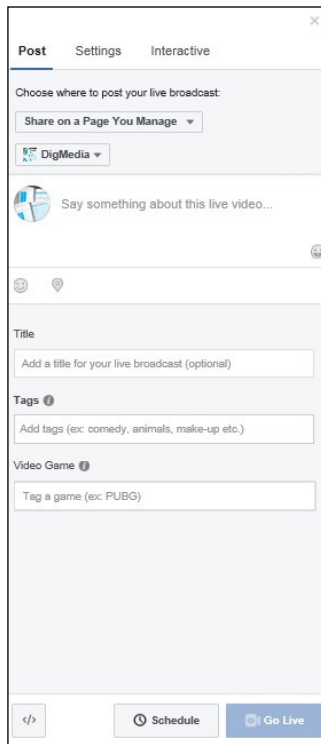 Post Settings Interactive
Choose where to post your live broadcast:
Share on a Page You Manage
DigMedia
Say something about this live video...
Title
Add a title for your live broadcast (optional)
Tags
Add tags (ex: comedy, animals, make-up etc.)
Video Game
Tag a game (ex: PUBG)
</> Schedule Go Live